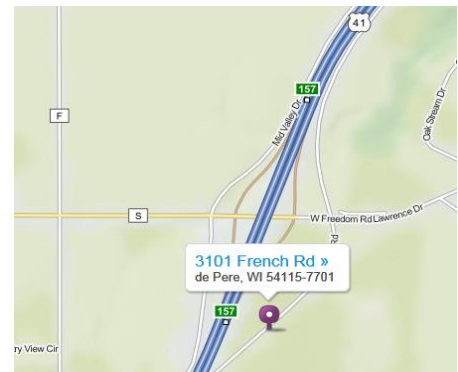 41
157
Mid Valley Dr
F
Oak Stream Dr
S
W Freedom Rd
Lawrence Dr
Rd
3101 French Rd »
de Pere, WI 54115-7701
157
ry View Cir